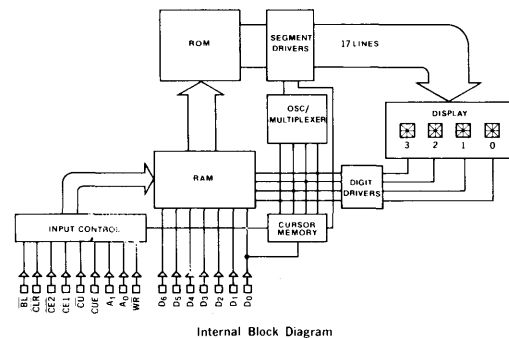 ROM
SEGMENT
DRIVERS
17 LINES
OSC/
MULTIPLEXER
DISPLAY
3 2 1 0
RAM
DIGIT
DRIVERS
INPUT CONTROL
CURSOR
MEMORY
BL CLR CE2 CE1 CU CUE A1 A0 WR D6 D5 D4 D3 D2 D1 D0
Internal Block Diagram